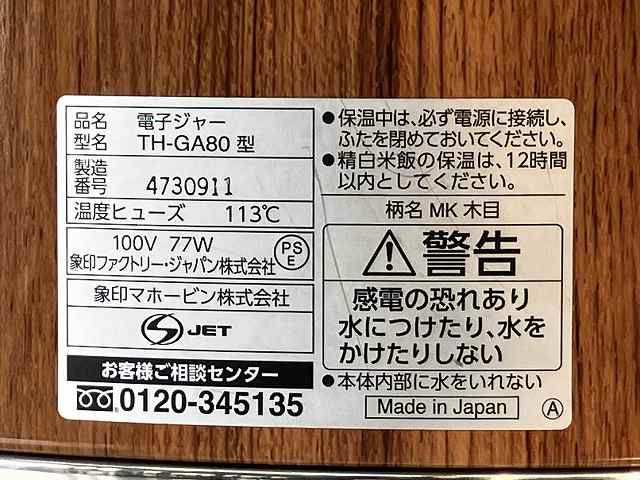 品名 電子ジャー
型名 TH-GA80 型
製造
番号 4730911
温度ヒューズ 113℃
100V 77W
象印ファクトリー・ジャパン株式会社
PS
E
象印マホービン株式会社
JET
お客様ご相談センター
0120-345135
●保温中は、必ず電源に接続し、
ふたを閉めておいてください。
●精白米飯の保温は、12時間
以内としてください。
柄名 MK 木目
警告
感電の恐れあり
水につけたり、水を
かけたりしない
●本体内部に水をいれない
Made in Japan
A